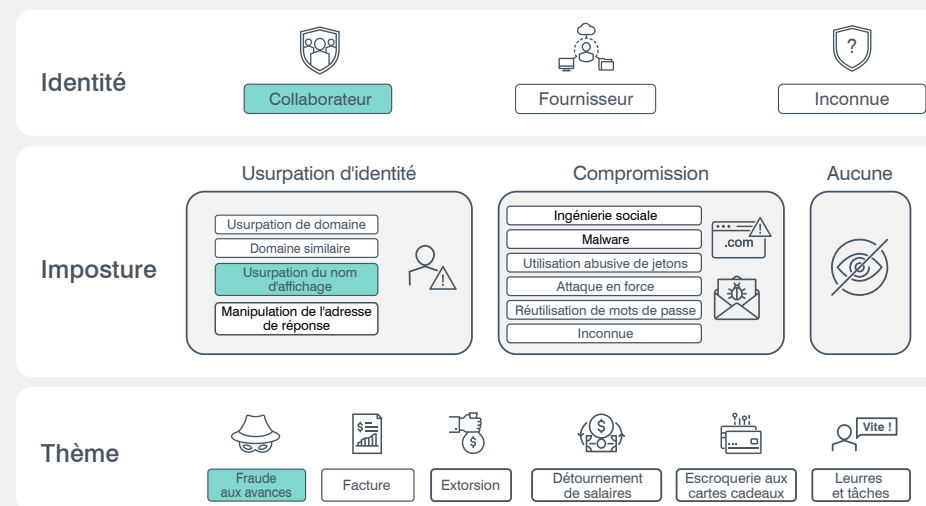 Identité
?
Collaborateur
Fournisseur
Inconnue
Imposture
Usurpation d'identité
Usurpation de domaine
Domaine similaire
Usurpation du nom
d'affichage
Manipulation de l'adresse
de réponse
!
Compromission
Ingénierie sociale
Malware
Utilisation abusive de jetons
Attaque en force
Réutilisation de mots de passe
Inconnue
!
.com
Aucune
Thème
$
$
$
Vite !
Fraude
aux avances
Facture
Extorsion
Détournement
de salaires
Escroquerie aux
cartes cadeaux
Leurres
et tâches